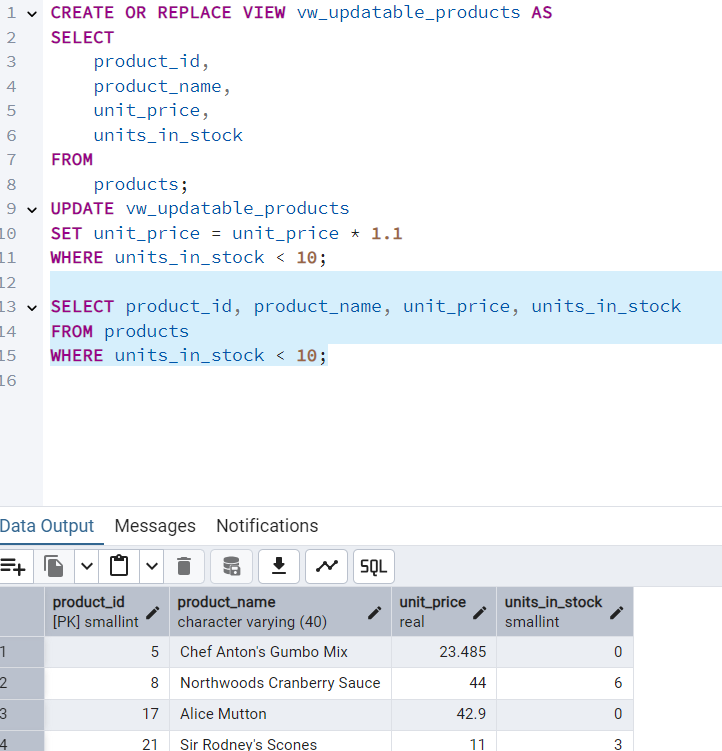 1 CREATE OR REPLACE VIEW vw_updatable_products AS
2 SELECT
3 product_id,
4 product_name,
5 unit_price,
6 units_in_stock
7 FROM
8 products;
9 UPDATE vw_updatable_products
10 SET unit_price = unit_price * 1.1
11 WHERE units_in_stock < 10;
12
13 SELECT product_id, product_name, unit_price, units_in_stock
14 FROM products
15 WHERE units_in_stock < 10;
16
Data Output Messages Notifications
SQL
product_id product_name unit_price units_in_stock
[PK] smallint character varying (40) real smallint
1 5 Chef Anton's Gumbo Mix 23.485 0
2 8 Northwoods Cranberry Sauce 44 6
3 17 Alice Mutton 42.9 0
4 21 Sir Rodney's Scones 11 3